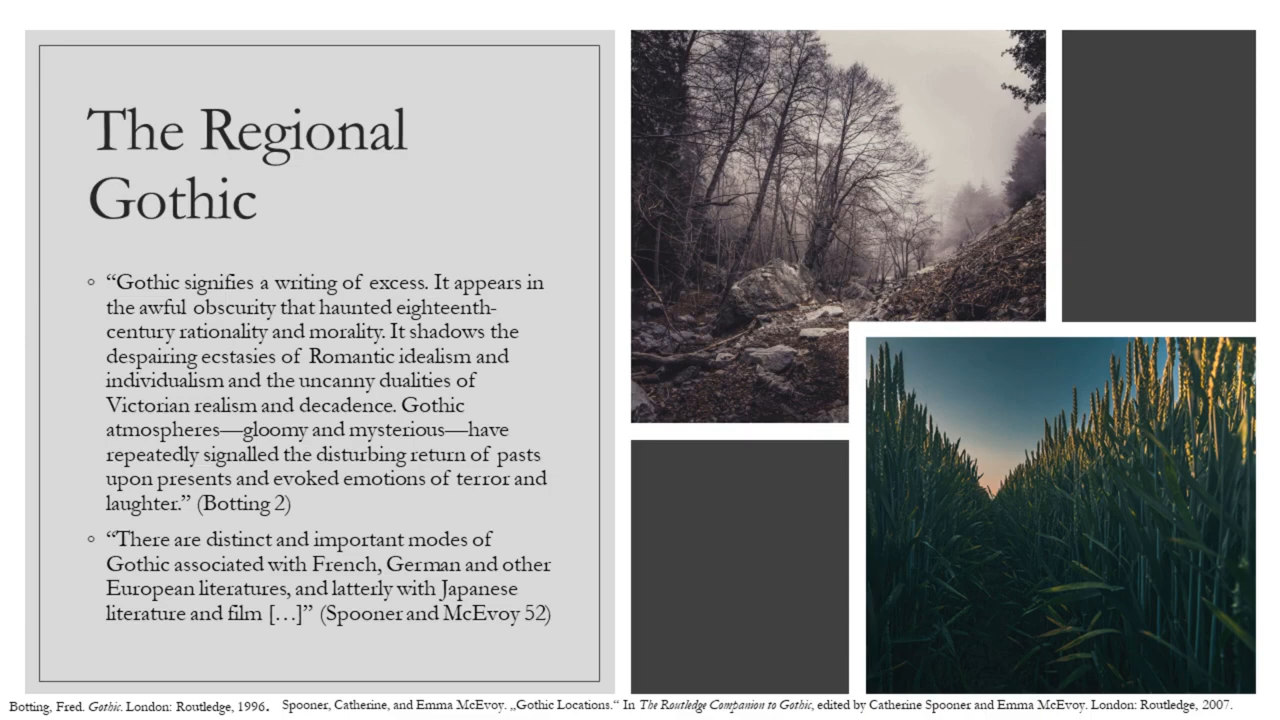 The Regional
Gothic
◦ “Gothic signifies a writing of excess. It appears in
the awful obscurity that haunted eighteenth-
century rationality and morality. It shadows the
despairing ecstasies of Romantic idealism and
individualism and the uncanny dualities of
Victorian realism and decadence. Gothic
atmospheres—gloomy and mysterious—have
repeatedly signalled the disturbing return of pasts
upon presents and evoked emotions of terror and
laughter.” (Botting 2)
◦ “There are distinct and important modes of
Gothic associated with French, German and other
European literatures, and latterly with Japanese
literature and film […]” (Spooner and McEvoy 52)
Botting, Fred. Gothic. London: Routledge, 1996. Spooner, Catherine, and Emma McEvoy. „Gothic Locations.“ In The Routledge Companion to Gothic, edited by Catherine Spooner and Emma McEvoy. London: Routledge, 2007.